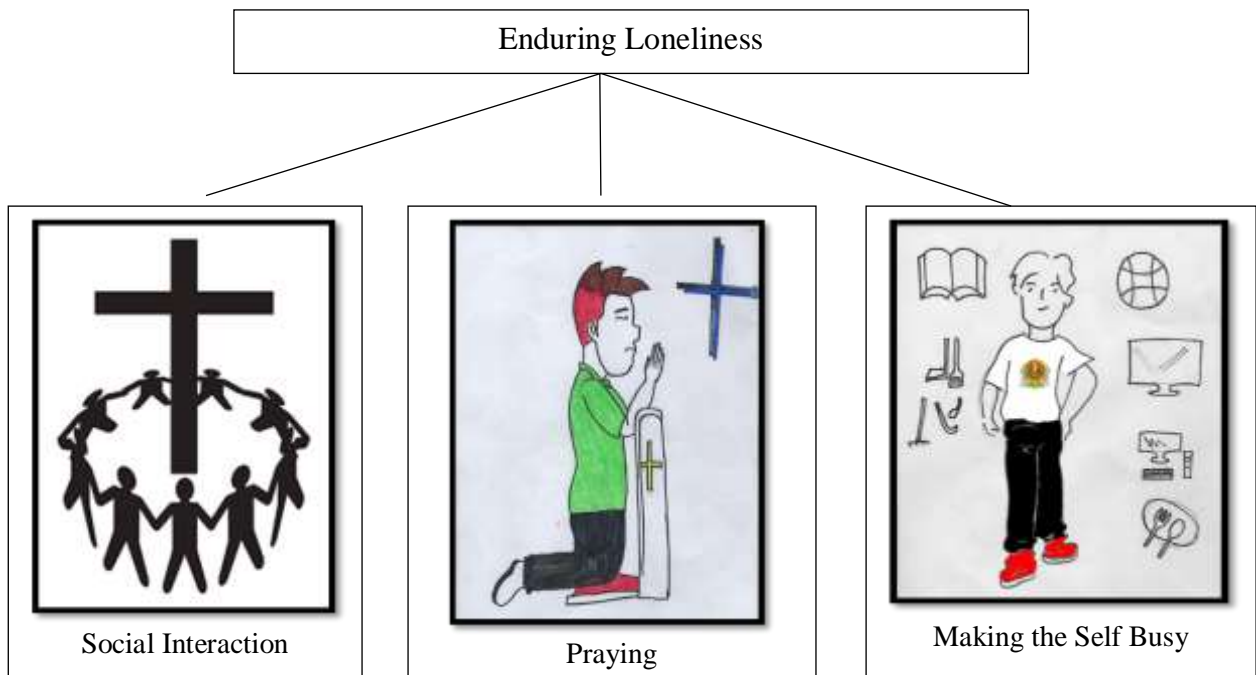 Enduring Loneliness
Social Interaction
Praying
Making the Self Busy